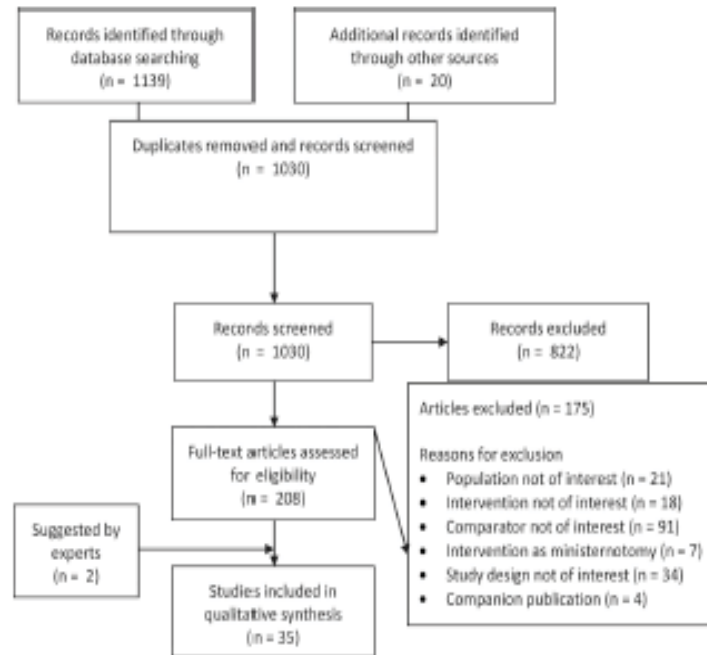 Records identified through
database searching
(n = 1139)
Additional records identified
through other sources
(n = 20)
Duplicates removed and records screened
(n = 1030)
Records screened
(n = 1030)
Records excluded
(n = 822)
Full-text articles assessed
for eligibility
(n = 208)
Articles excluded (n = 175)
Reasons for exclusion
• Population not of interest (n = 21)
• Intervention not of interest (n = 18)
• Comparator not of interest (n = 91)
• Intervention as ministernotomy (n = 7)
• Study design not of interest (n = 34)
• Companion publication (n = 4)
Suggested by
experts
(n = 2)
Studies included in
qualitative synthesis
(n = 35)